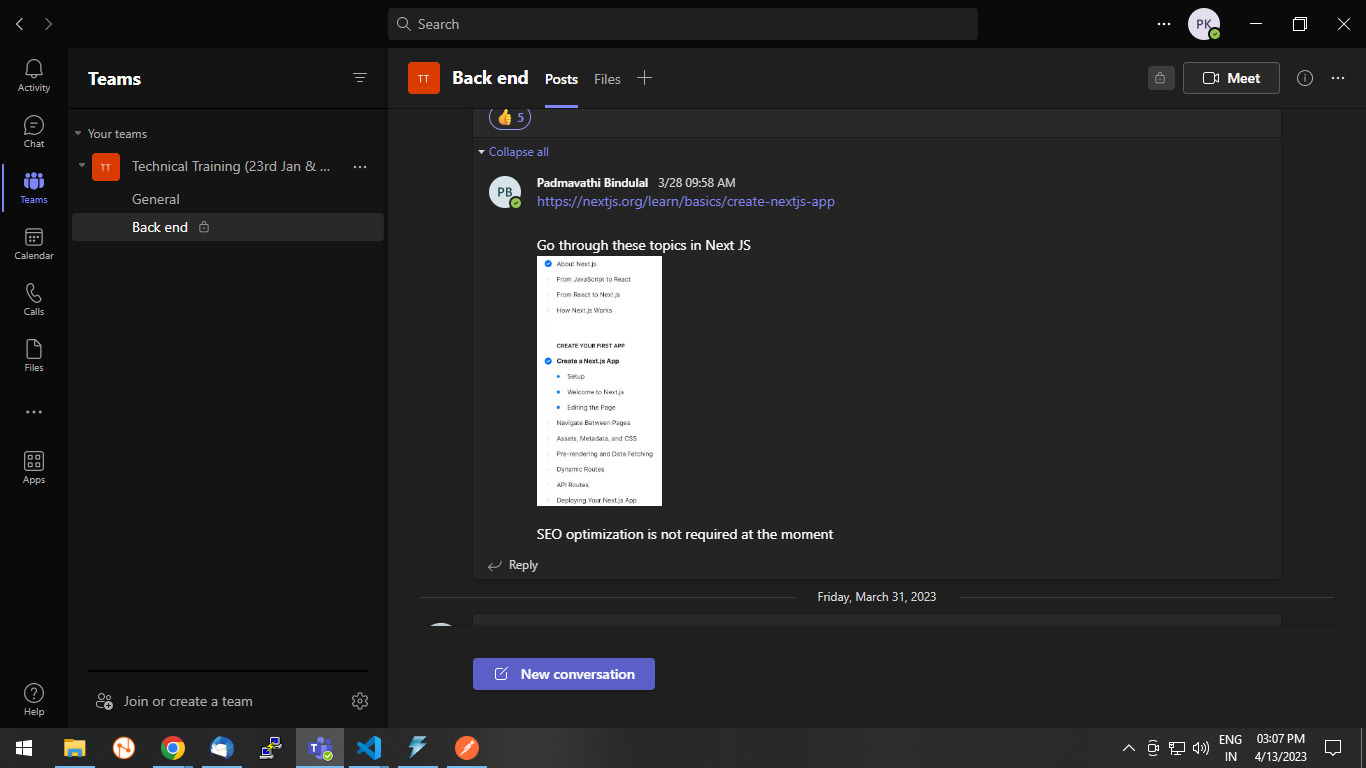 Search
PK
Activity
Chat
Teams
Calendar
Calls
Files
Apps
Help
Teams
Your teams
TT
Technical Training (23rd Jan & ...
General
Back end
Join or create a team
TT
Back end
Posts
Files
Meet
👍 5
Collapse all
PB
Padmavathi Bindulal 3/28 09:58 AM
https://nextjs.org/learn/basics/create-nextjs-app
Go through these topics in Next JS
About Next.js
From JavaScript to React
From React to Next.js
How Next.js Works
CREATE YOUR FIRST APP
Create a Next.js App
Setup
Welcome to Next.js
Editing the Page
Navigate Between Pages
Assets, Metadata, and CSS
Pre-rendering and Data Fetching
Dynamic Routes
API Routes
Deploying Your Next.js App
SEO optimization is not required at the moment
Reply
Friday, March 31, 2023
New conversation
ENG
IN
03:07 PM
4/13/2023